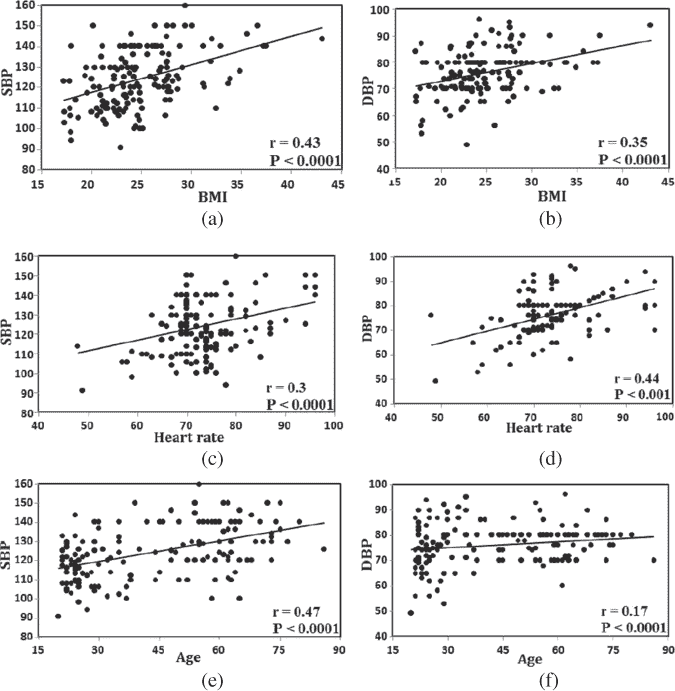 160
150
140
130
120
110
100
90
80
SBP
r = 0.43
P < 0.0001
15 20 25 30 35 40 45
BMI
(a)
100
90
80
70
60
50
40
DBP
r = 0.35
P < 0.0001
15 20 25 30 35 40 45
BMI
(b)
160
150
140
130
120
110
100
90
80
SBP
r = 0.3
P < 0.0001
40 50 60 70 80 90 100
Heart rate
(c)
100
90
80
70
60
50
40
DBP
r = 0.44
P < 0.001
40 50 60 70 80 90 100
Heart rate
(d)
160
150
140
130
120
110
100
90
80
SBP
r = 0.47
P < 0.0001
15 30 45 60 75 90
Age
(e)
100
90
80
70
60
50
40
DBP
r = 0.17
P < 0.0001
15 30 45 60 75 90
Age
(f)